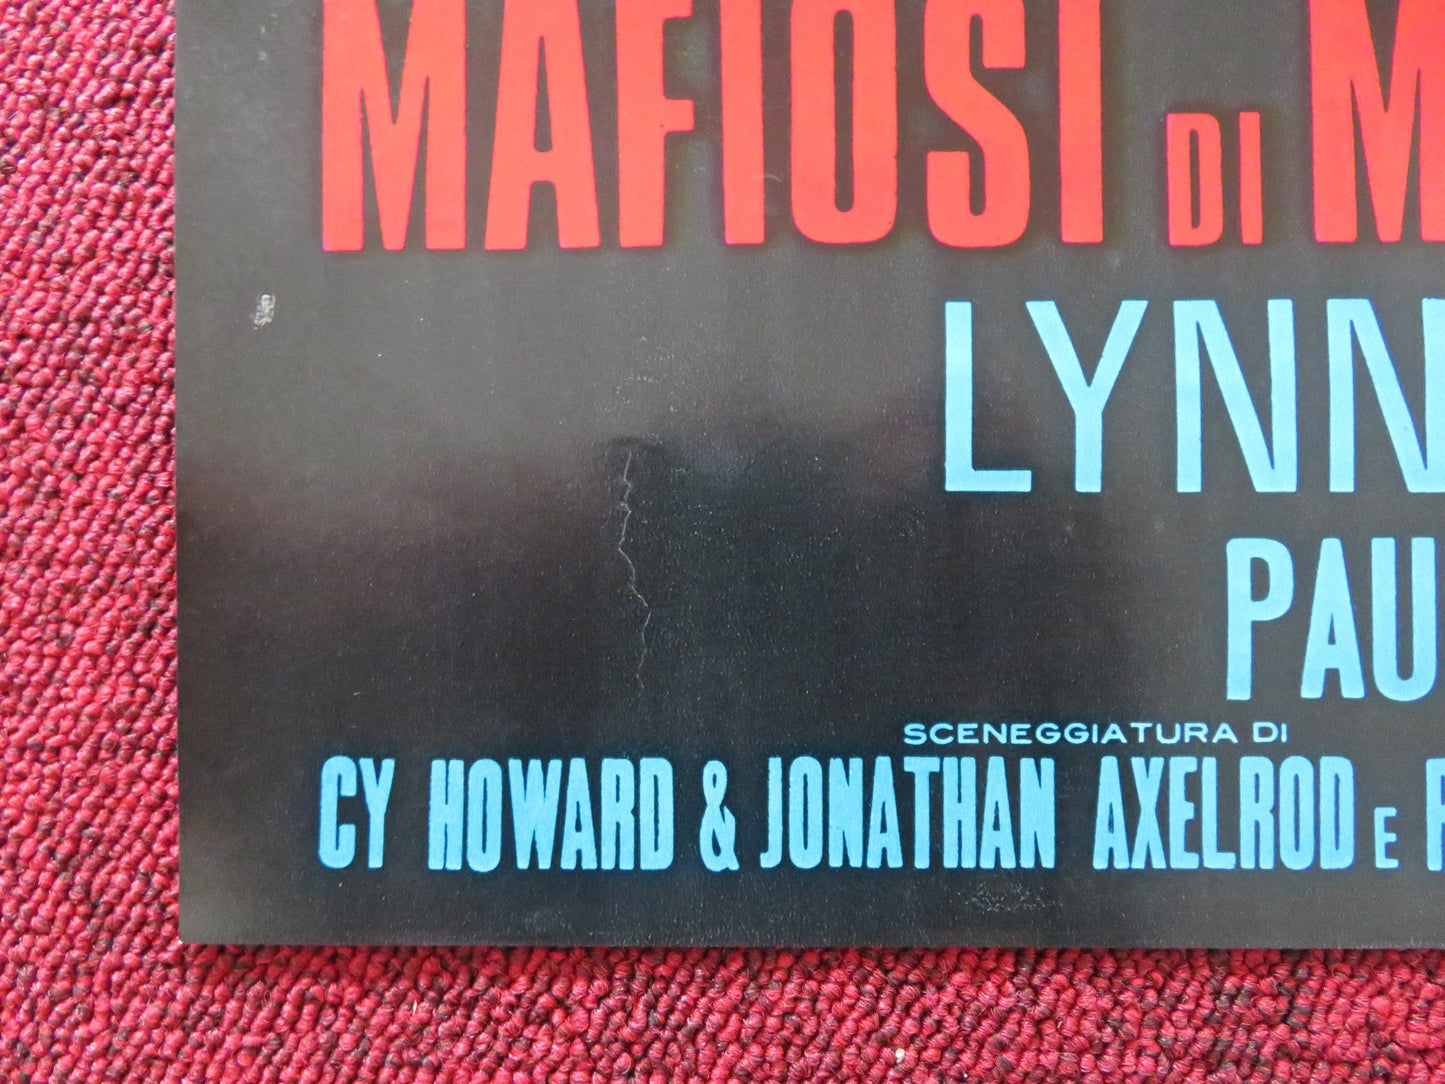 MAFIOSI DI M
LYNN
PAU
SCENEGGIATURA DI
CY HOWARD & JONATHAN AXELROD E